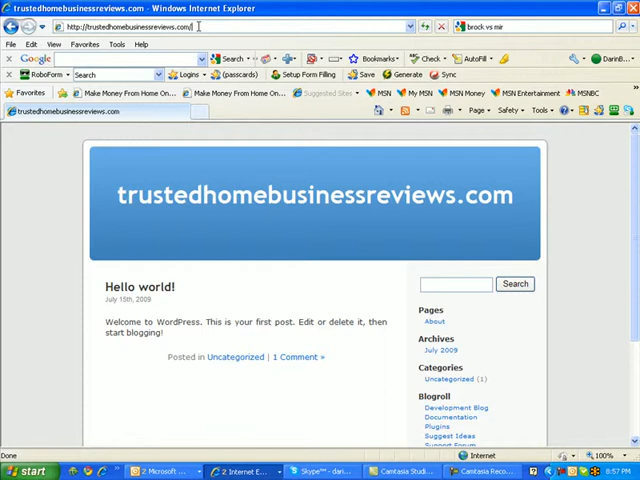 trustedhomebusinessreviews.com - Windows Internet Explorer
http://trustedhomebusinessreviews.com/
brock vs mir
File Edit View Favorites Tools Help
Google Search Bookmarks Check DarinB...
RoboForm Search Logins (passcards) Setup Form Filling Save Generate Sync
Favorites Make Money From Home On... Make Money From Home On... Suggested Sites MSN My MSN MSN Money MSN Entertainment MSNBC
trustedhomebusinessreviews.com Page Safety Tools
trustedhomebusinessreviews.com
Hello world!
July 15th, 2009
Welcome to WordPress. This is your first post. Edit or delete it, then
start blogging!
Posted in Uncategorized | 1 Comment »
Search
Pages
About
Archives
July 2009
Categories
Uncategorized (1)
Blogroll
Development Blog
Documentation
Plugins
Suggest Ideas
Support Forum
Done Internet 100%
start 2 Microsoft ... 2 Internet E... Skype™ - dari... Camtasia Studi... Camtasia Reco... 8:57 PM